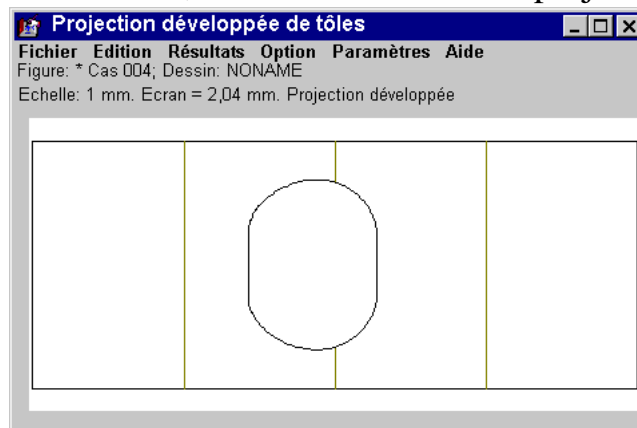 Projection développée de tôles
Fichier Edition Résultats Option Paramètres Aide
Figure: * Cas 004; Dessin: NONAME
Echelle: 1 mm. Ecran = 2,04 mm. Projection développée